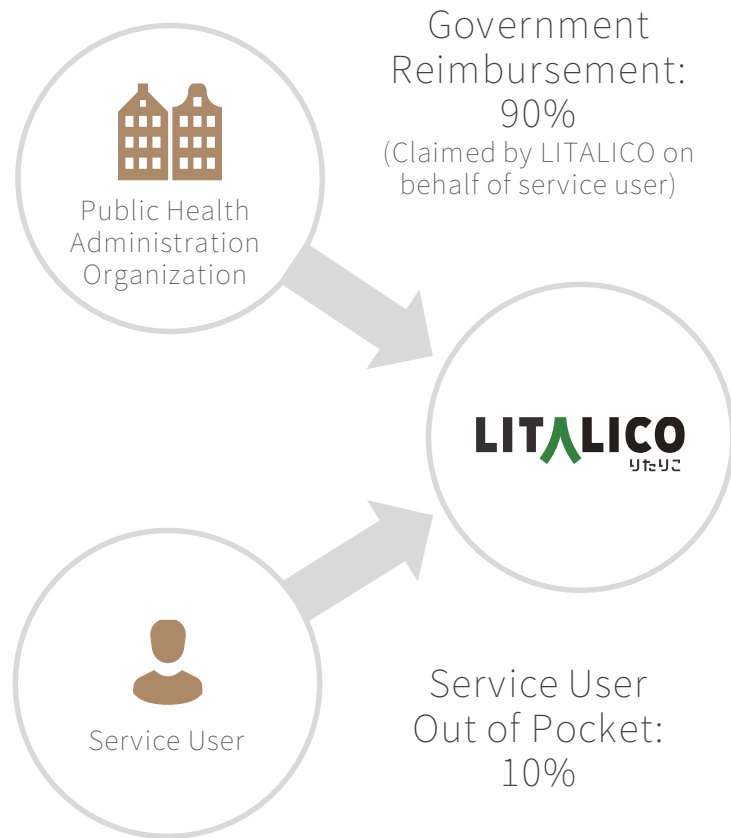 Government
Reimbursement:
90%
(Claimed by LITALICO on
behalf of service user)
Public Health
Administration
Organization
LITALICO
りたりこ
Service User
Service User
Out of Pocket:
10%